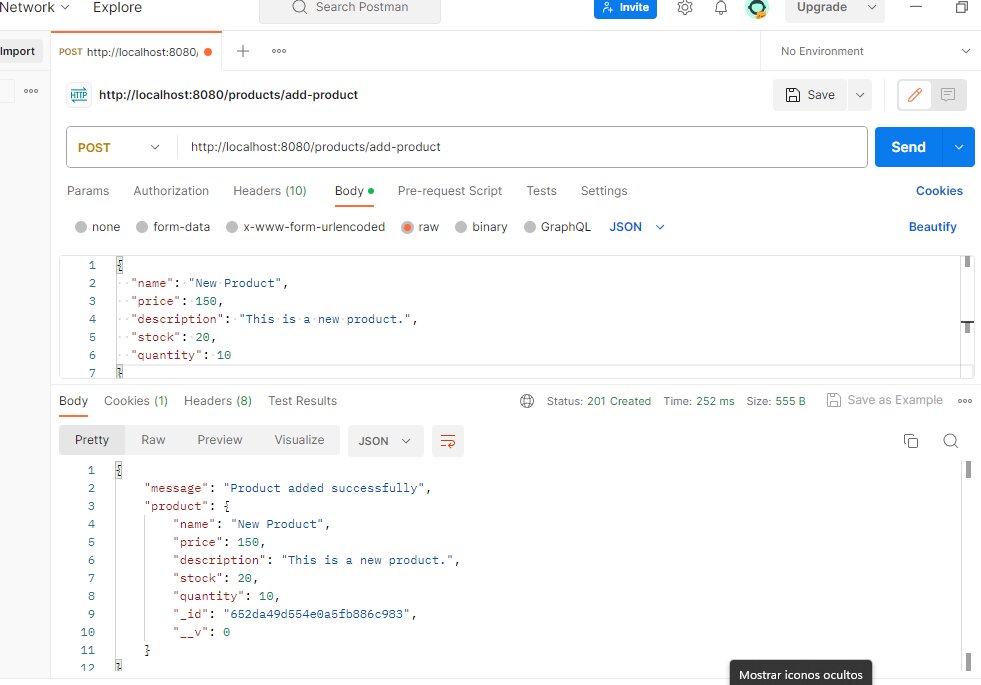 Network Explore Search Postman Invite Upgrade
Import POST http://localhost:8080/ No Environment
HTTP http://localhost:8080/products/add-product Save
POST http://localhost:8080/products/add-product Send
Params Authorization Headers (10) Body Pre-request Script Tests Settings Cookies
none form-data x-www-form-urlencoded raw binary GraphQL JSON Beautify
1 {
2 "name": "New Product",
3 "price": 150,
4 "description": "This is a new product.",
5 "stock": 20,
6 "quantity": 10
7 }
Body Cookies (1) Headers (8) Test Results Status: 201 Created Time: 252 ms Size: 555 B Save as Example
Pretty Raw Preview Visualize JSON
1 {
2 "message": "Product added successfully",
3 "product": {
4 "name": "New Product",
5 "price": 150,
6 "description": "This is a new product.",
7 "stock": 20,
8 "quantity": 10,
9 "_id": "652da49d554e0a5fb886c983",
10 "__v": 0
11 }
12 }
Mostrar iconos ocultos